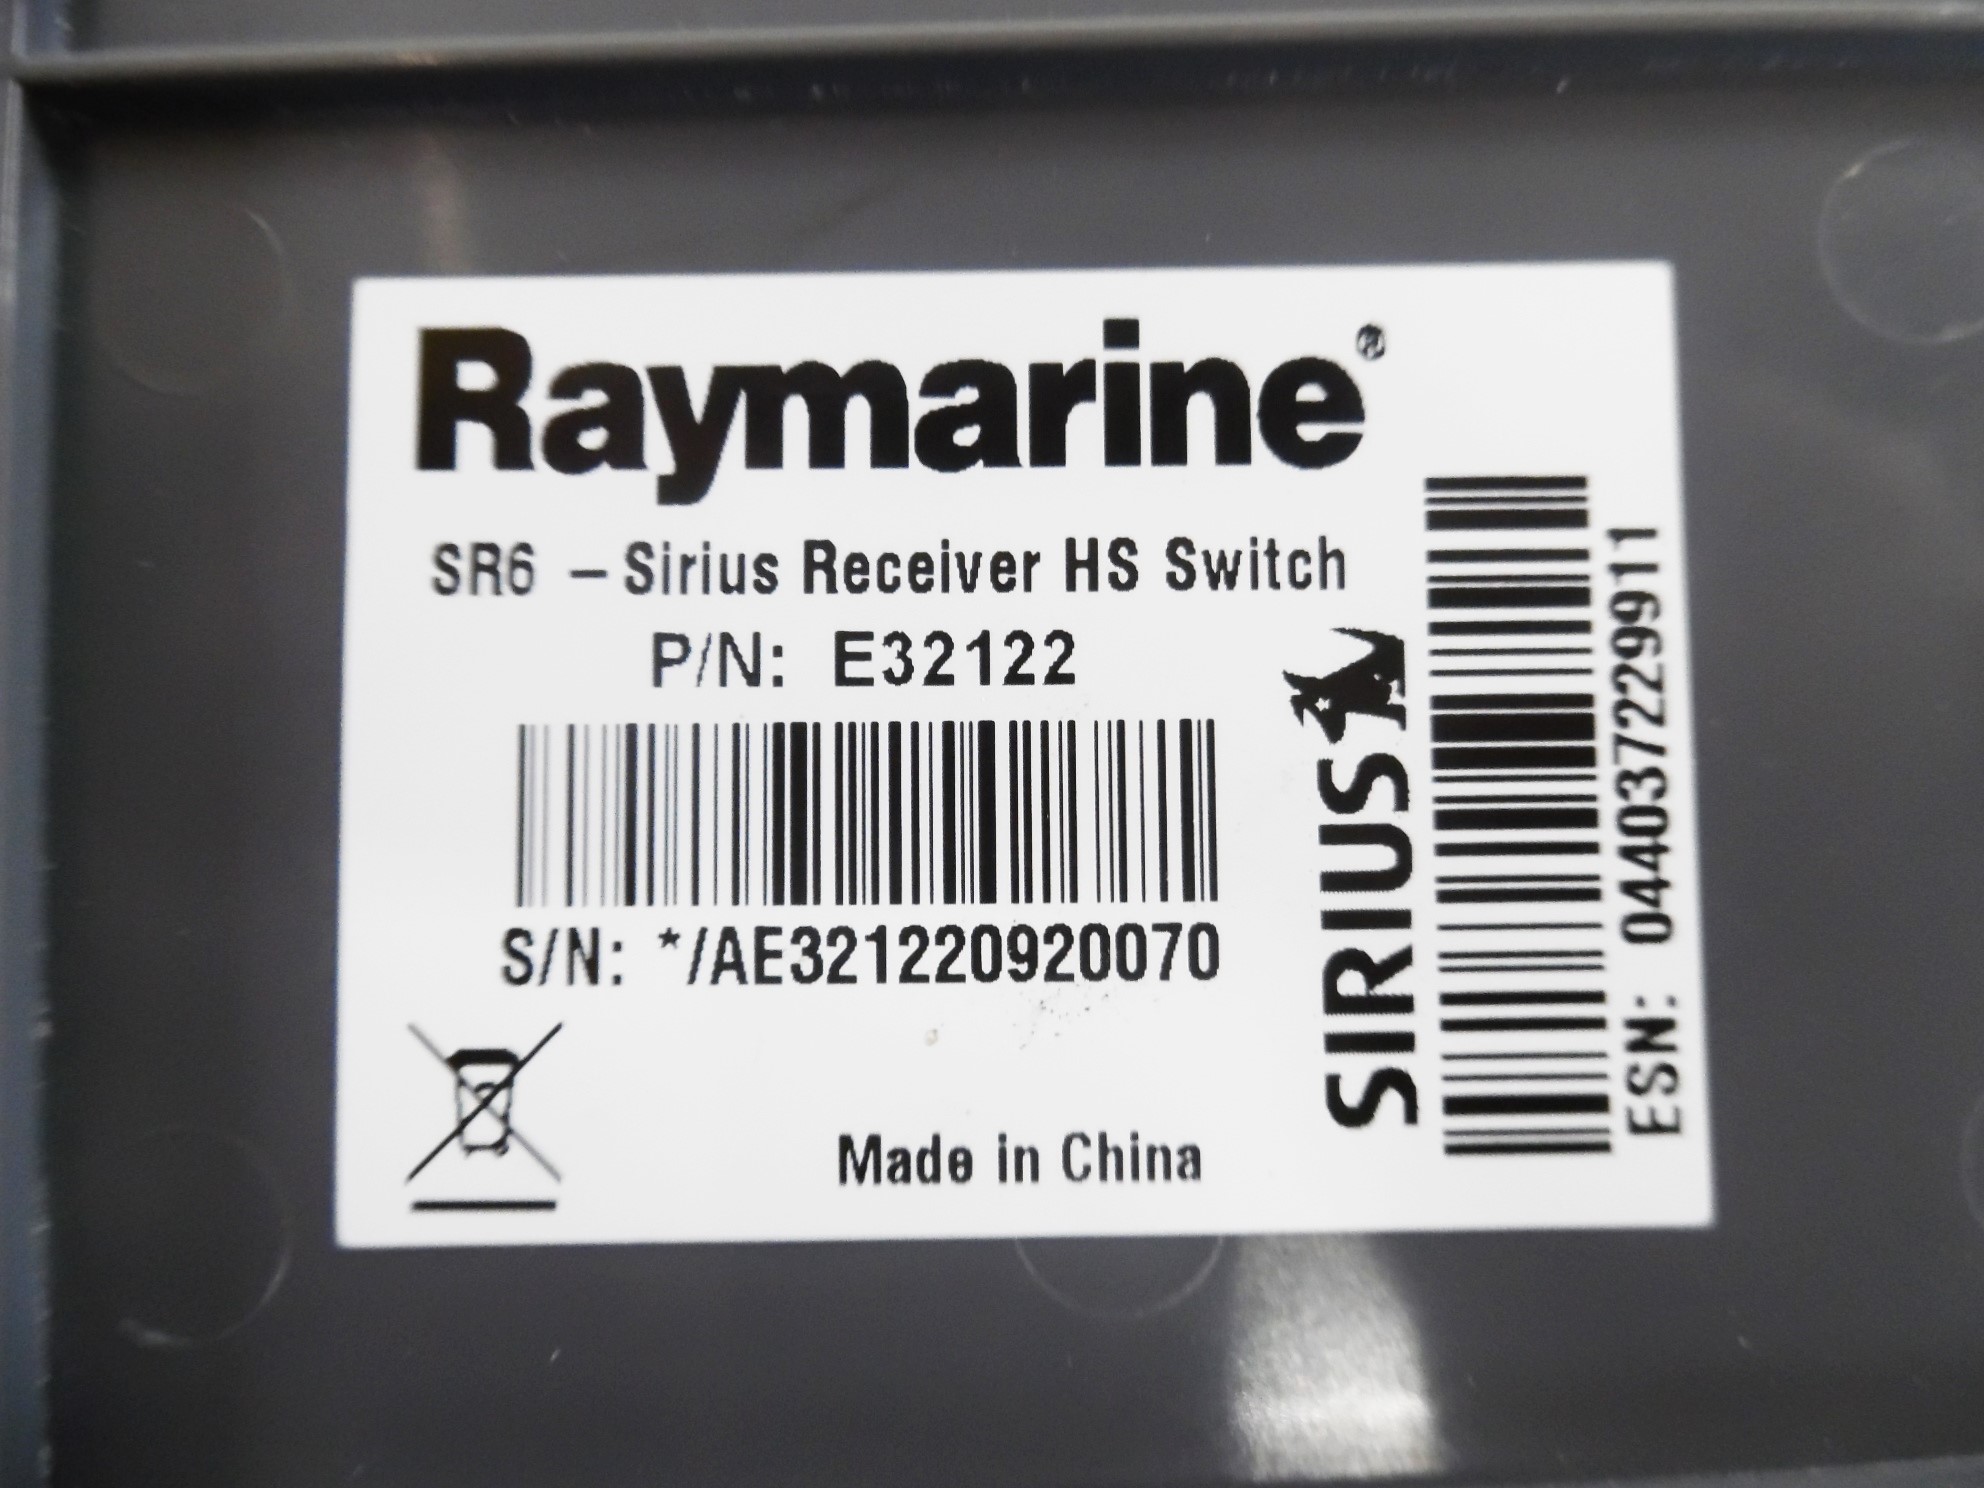 Raymarine®
SR6 – Sirius Receiver HS Switch
P/N: E32122
S/N: */AE321220920070
Made in China
SIRIUS
ESN: 044037229911